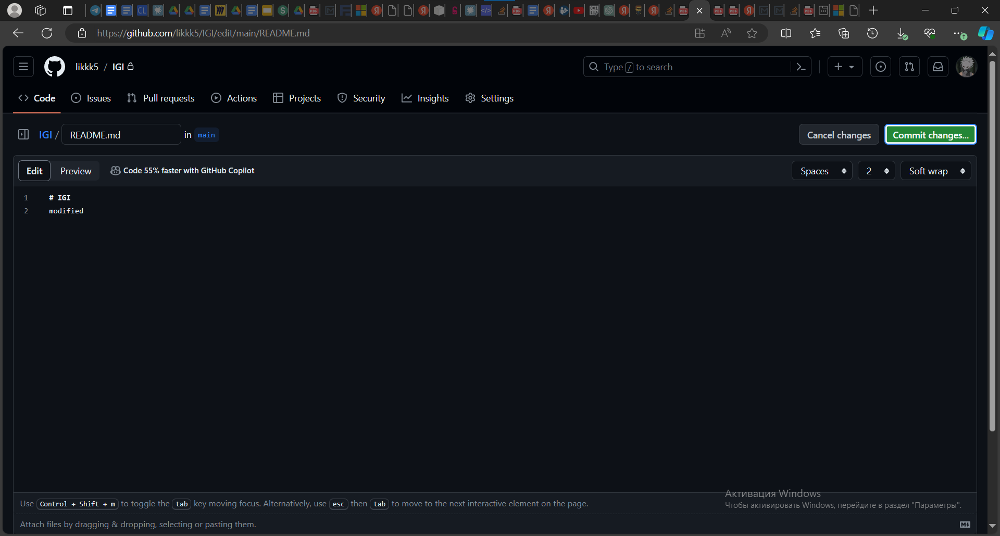 https://github.com/likkk5/IGI/edit/main/README.md
likkk5 / IGI
Type / to search
Code
Issues
Pull requests
Actions
Projects
Security
Insights
Settings
IGI / README.md in main
Cancel changes
Commit changes...
Edit
Preview
Code 55% faster with GitHub Copilot
Spaces
2
Soft wrap
1 # IGI
2 modified
Активация Windows
Чтобы активировать Windows, перейдите в раздел "Параметры".
Use Control + Shift + m to toggle the tab key moving focus. Alternatively, use esc then tab to move to the next interactive element on the page.
Attach files by dragging & dropping, selecting or pasting them.